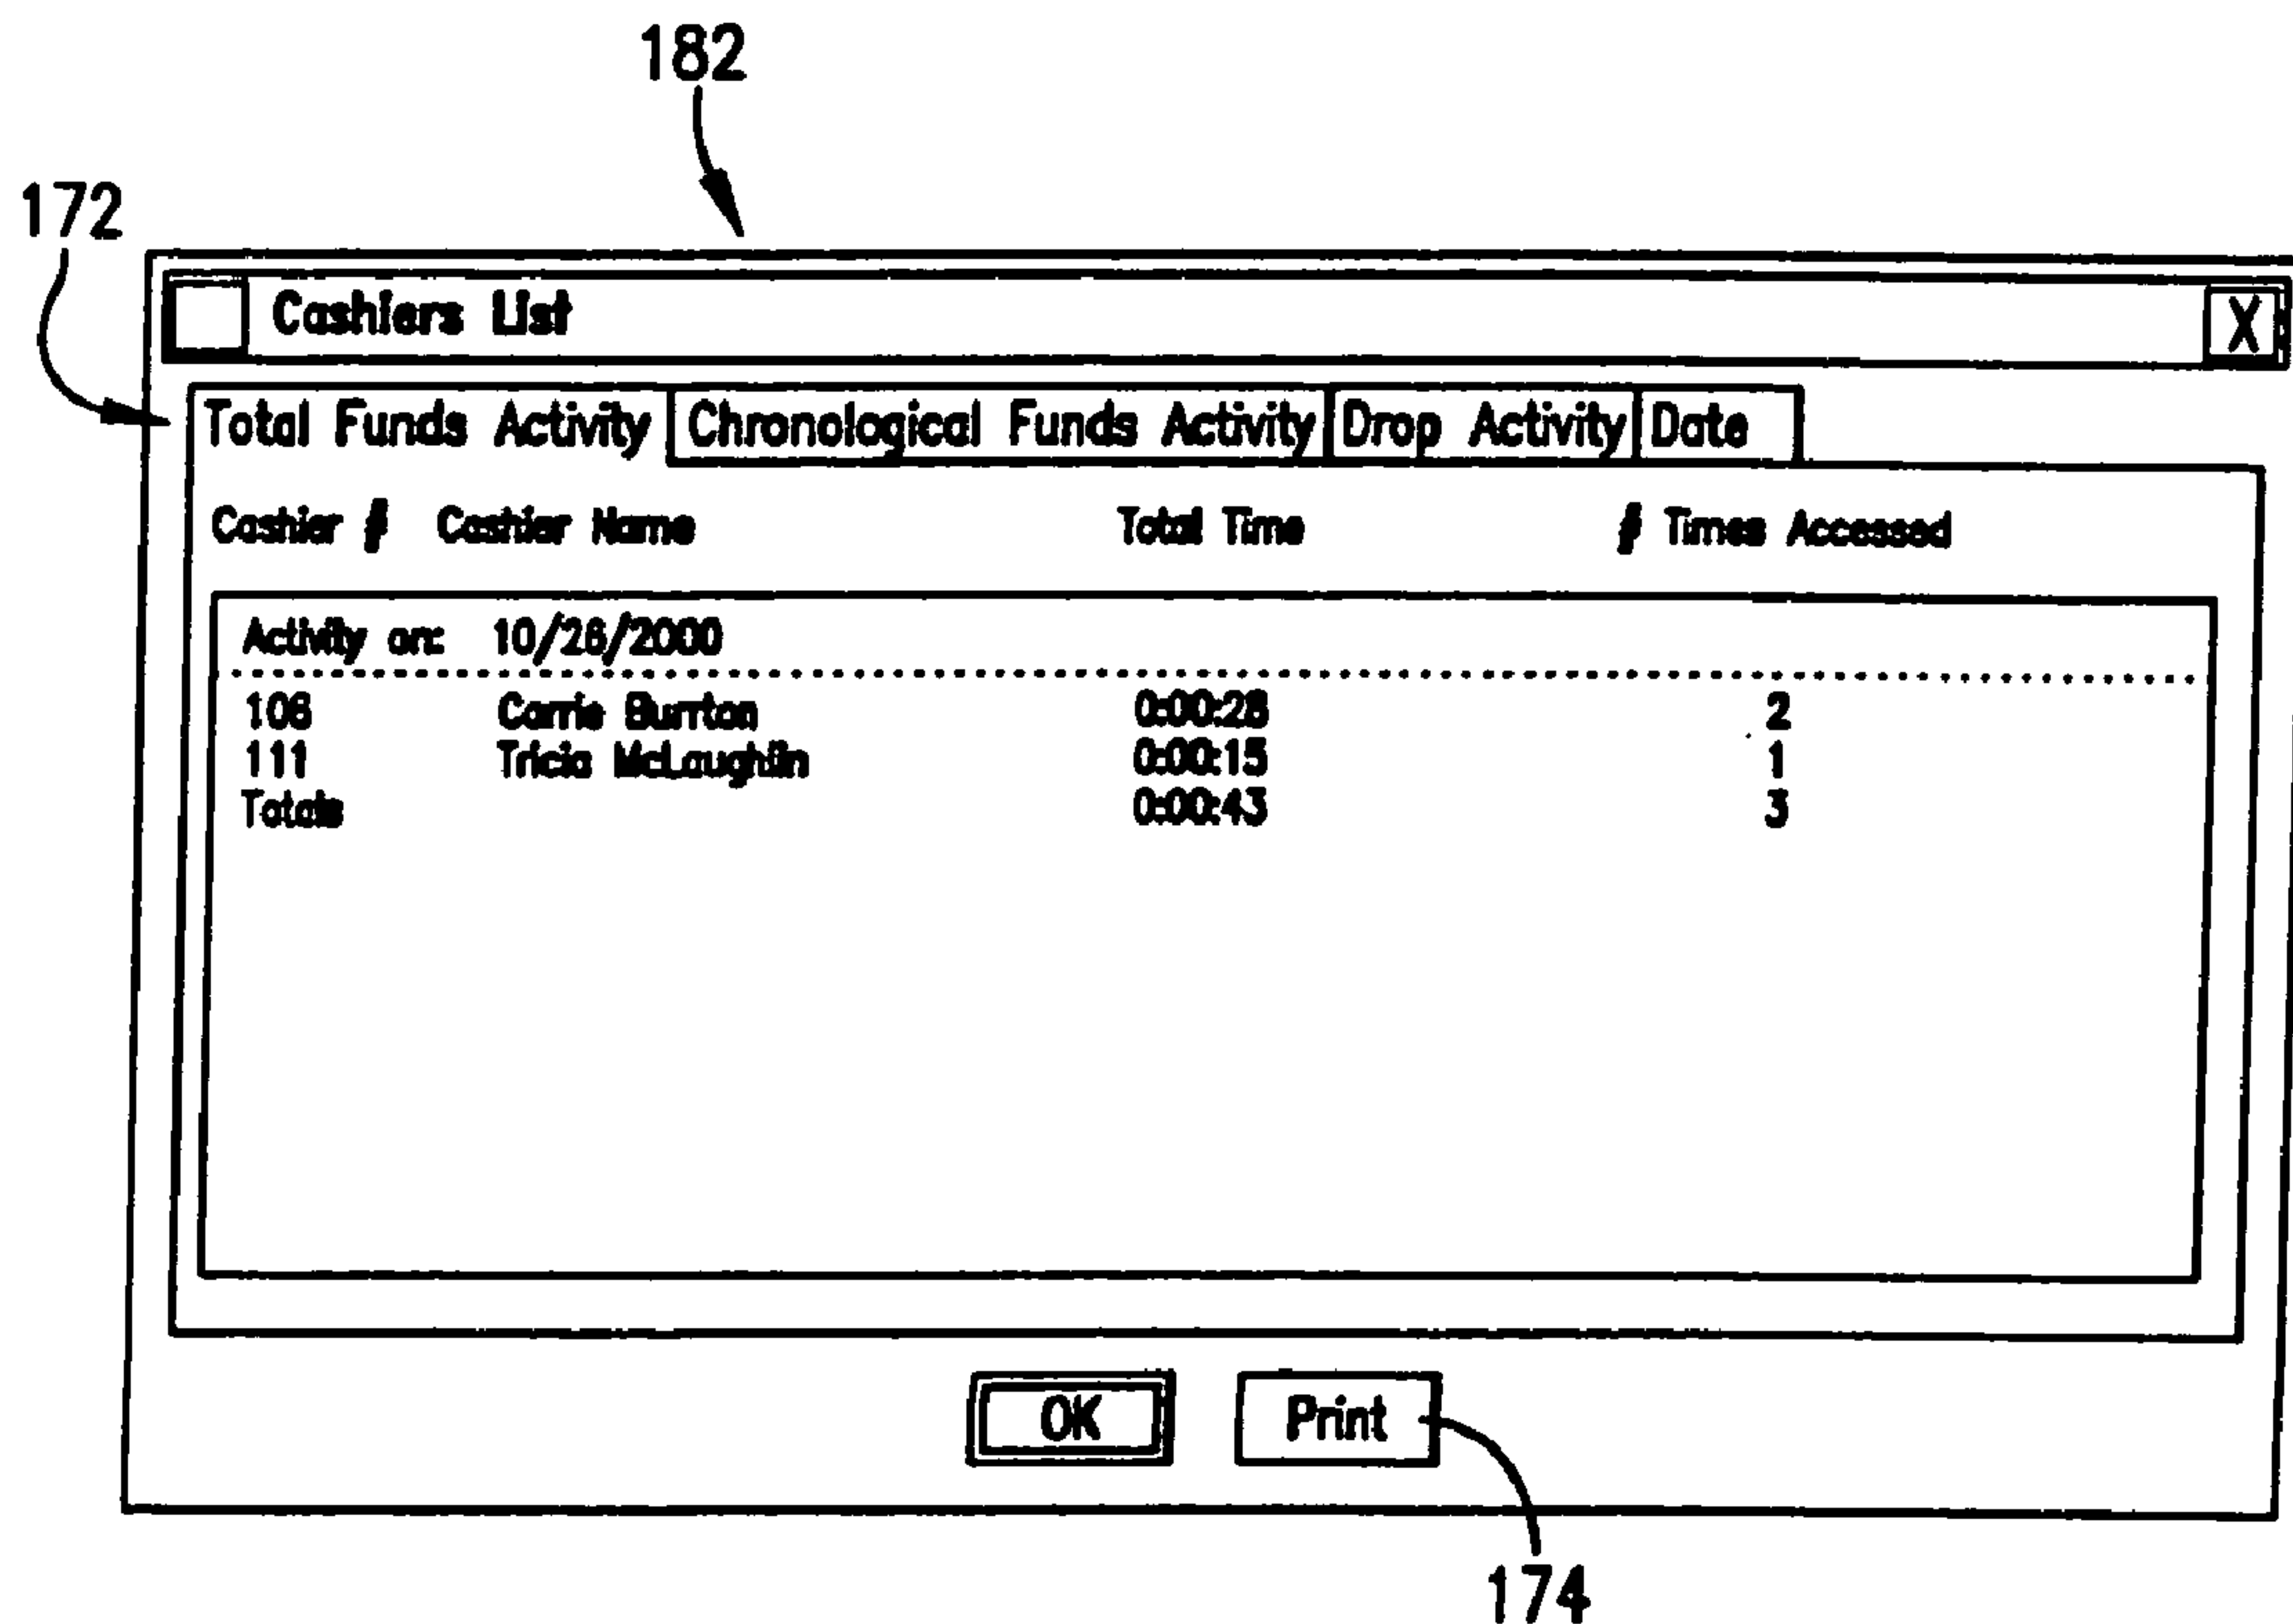 182
172
Cashiers List X
Total Funds Activity Chronological Funds Activity Drop Activity Date
Cashier # Cashier Name Total Time # Times Accessed
Activity on: 10/26/2000
106 Carrie Burrton 0:00:28 2
111 Tricia McLaughlin 0:00:15 1
Totals 0:00:43 3
OK Print
174